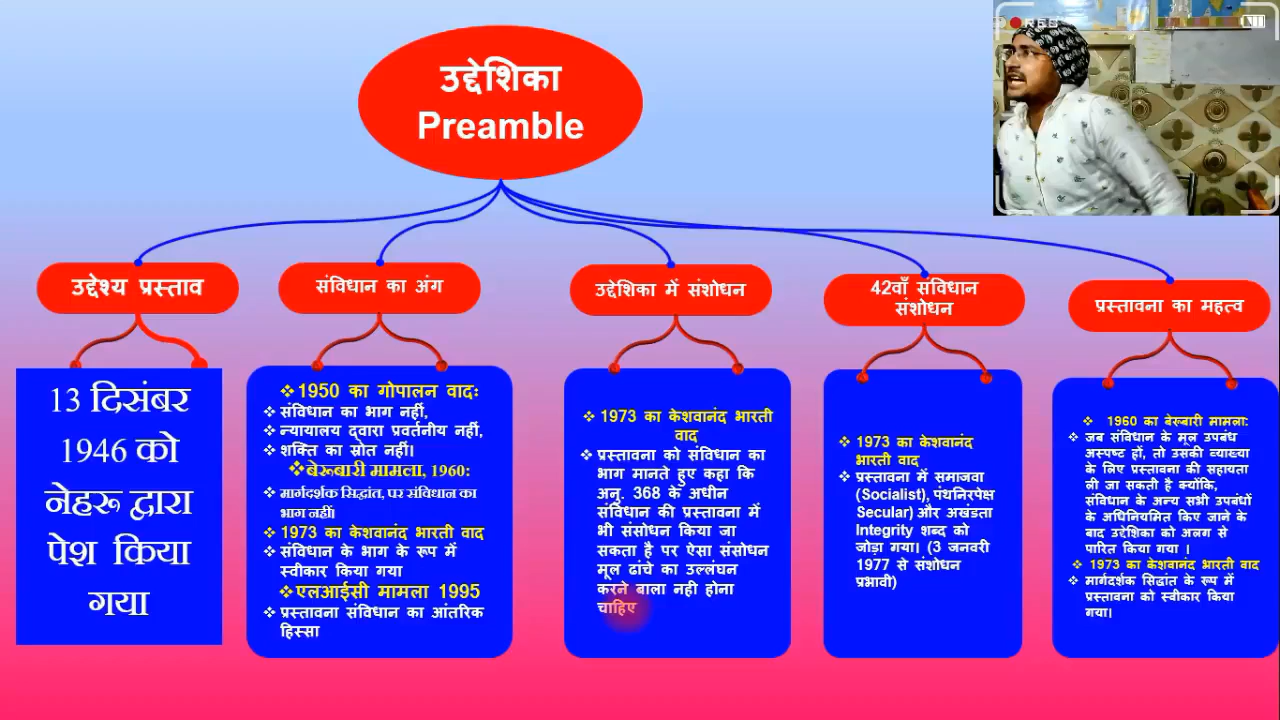 उद्देशिका
Preamble
उद्देश्य प्रस्ताव
संविधान का अंग
उद्देशिका में संशोधन
42वाँ संविधान
संशोधन
प्रस्तावना का महत्व
13 दिसंबर
1946 को
नेहरू द्वारा
पेश किया
गया
❖1950 का गोपालन वादः
❖ संविधान का भाग नहीं,
❖ न्यायालय द्वारा प्रवर्तनीय नहीं,
❖ शक्ति का स्रोत नहीं।
❖बेरूबारी मामला, 1960:
❖ मार्गदर्शक सिद्धांत, पर संविधान का
भाग नहीं।
❖ 1973 का केशवानंद भारती वाद
❖ संविधान के भाग के रूप में
स्वीकार किया गया
❖एलआईसी मामला 1995
❖ प्रस्तावना संविधान का आंतरिक
हिस्सा
❖ 1973 का केशवानंद भारती
वाद
❖ प्रस्तावना को संविधान का
भाग मानते हुए कहा कि
अनु. 368 के अधीन
संविधान की प्रस्तावना में
भी संसोधन किया जा
सकता है पर ऐसा संसोधन
मूल ढांचे का उल्लंघन
करने बाला नही होना
चाहिए
❖ 1973 का केशवानंद
भारती वाद
❖ प्रस्तावना में समाजवा
(Socialist), पंथनिरपेक्ष
Secular) और अखंडता
Integrity शब्द को
जोड़ा गया। (3 जनवरी
1977 से संशोधन
प्रभावी)
❖ 1960 का बेरूबारी मामला:
❖ जब संविधान के मूल उपबंध
अस्पष्ट हों, तो उसकी व्याख्या
के लिए प्रस्तावना की सहायता
ली जा सकती है क्योंकि,
संविधान के अन्य सभी उपबंधों
के अधिनियमित किए जाने के
बाद उद्देशिका को अलग से
पारित किया गया ।
❖ 1973 का केशवानंद भारती वाद
❖ मार्गदर्शक सिद्धांत के रूप में
प्रस्तावना को स्वीकार किया
गया।